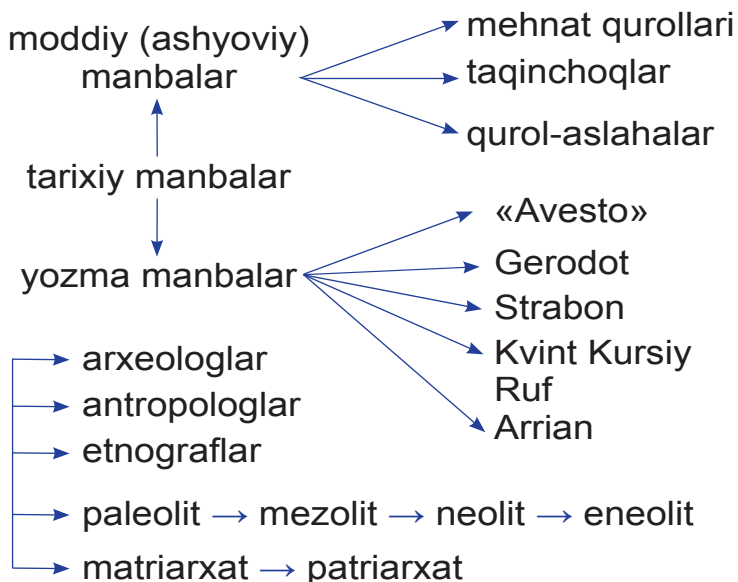 moddiy (ashyoviy)
manbalar
mehnat qurollari
taqinchoqlar
qurol-aslahalar
tarixiy manbalar
yozma manbalar
«Avesto»
Gerodot
Strabon
Kvint Kursiy
Ruf
Arrian
arxeologlar
antropologlar
etnograflar
paleolit → mezolit → neolit → eneolit
matriarxat → patriarxat